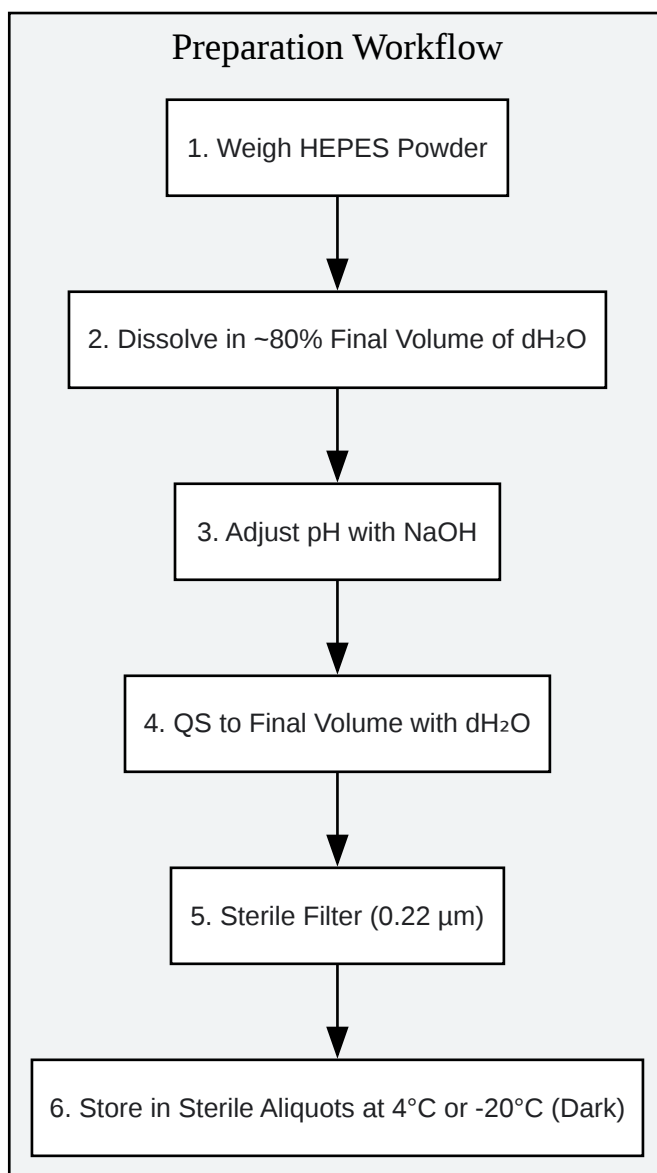 Preparation Workflow
1. Weigh HEPES Powder
2. Dissolve in ~80% Final Volume of dH₂O
3. Adjust pH with NaOH
4. QS to Final Volume with dH₂O
5. Sterile Filter (0.22 µm)
6. Store in Sterile Aliquots at 4°C or -20°C (Dark)